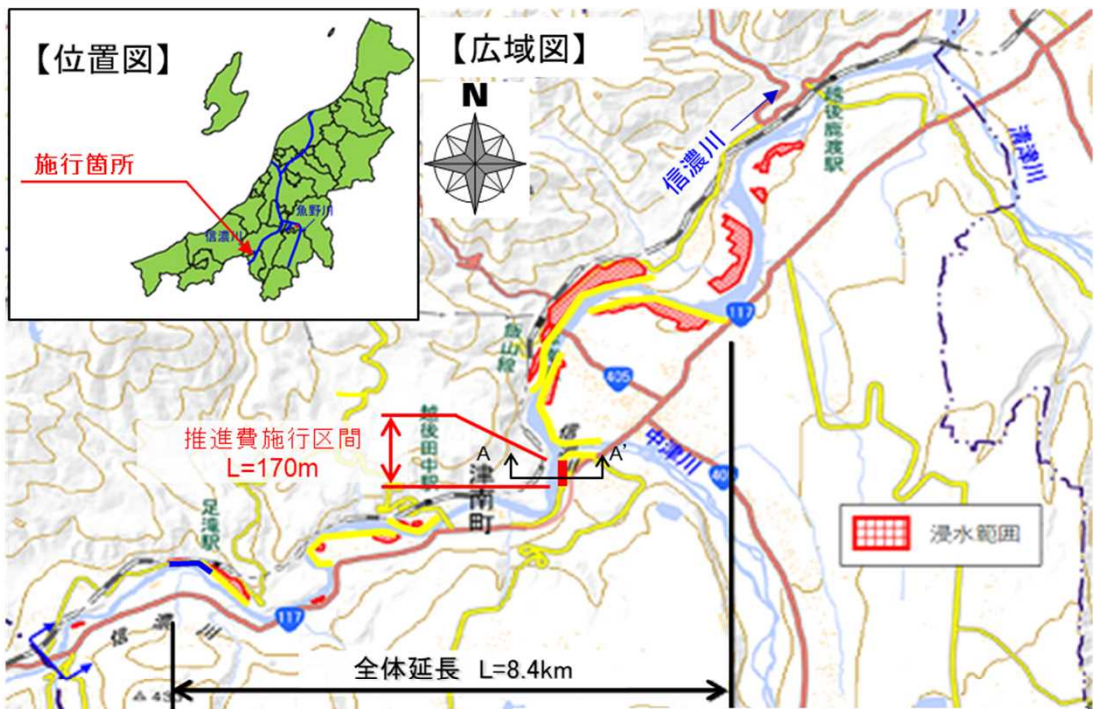 【位置図】
【広域図】
N
施行箇所
魚野川
信濃川
信濃川
越後鹿渡駅
清津川
飯山線
117
405
推進費施行区間
L=170m
越後田中駅
津南町
A
A'
信
川
中津川
40
足滝駅
117
信濃川
浸水範囲
全体延長 L=8.4km